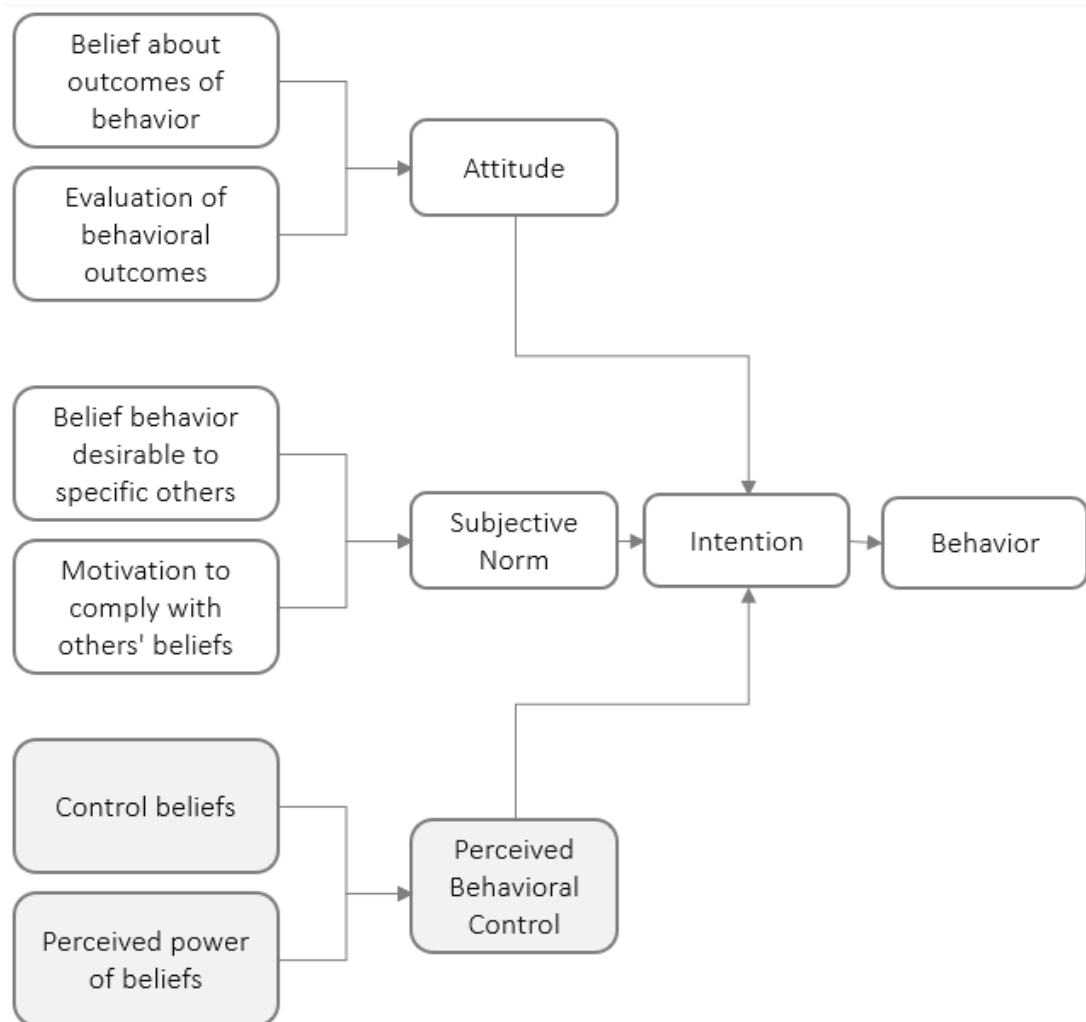 Belief about
outcomes of
behavior
Evaluation of
behavioral
outcomes
Attitude
Belief behavior
desirable to
specific others
Motivation to
comply with
others' beliefs
Subjective
Norm
Intention
Behavior
Control beliefs
Perceived power
of beliefs
Perceived
Behavioral
Control